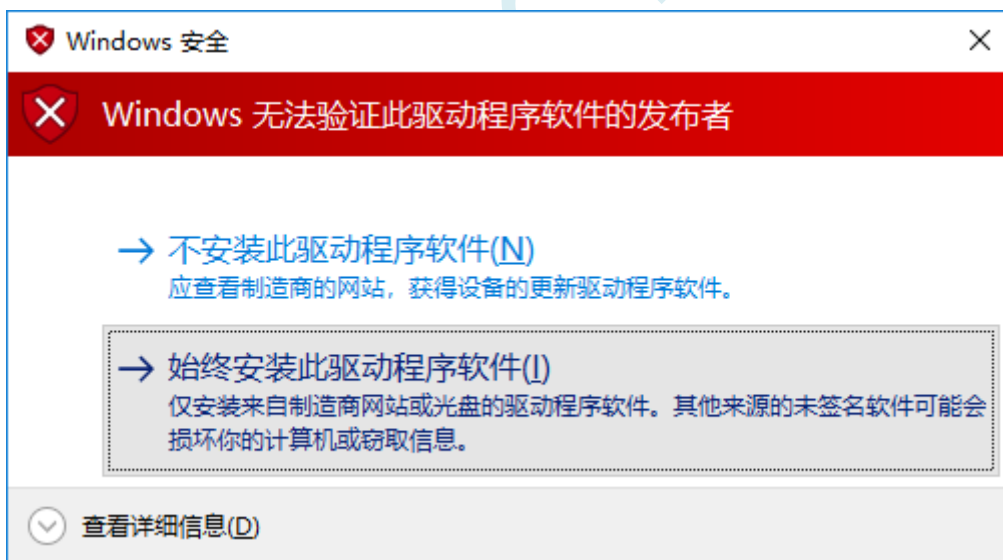 Windows 安全
Windows 无法验证此驱动程序软件的发布者
不安装此驱动程序软件(N)
应查看制造商的网站，获得设备的更新驱动程序软件。
始终安装此驱动程序软件(I)
仅安装来自制造商网站或光盘的驱动程序软件。其他来源的未签名软件可能会
损坏你的计算机或窃取信息。
查看详细信息(D)